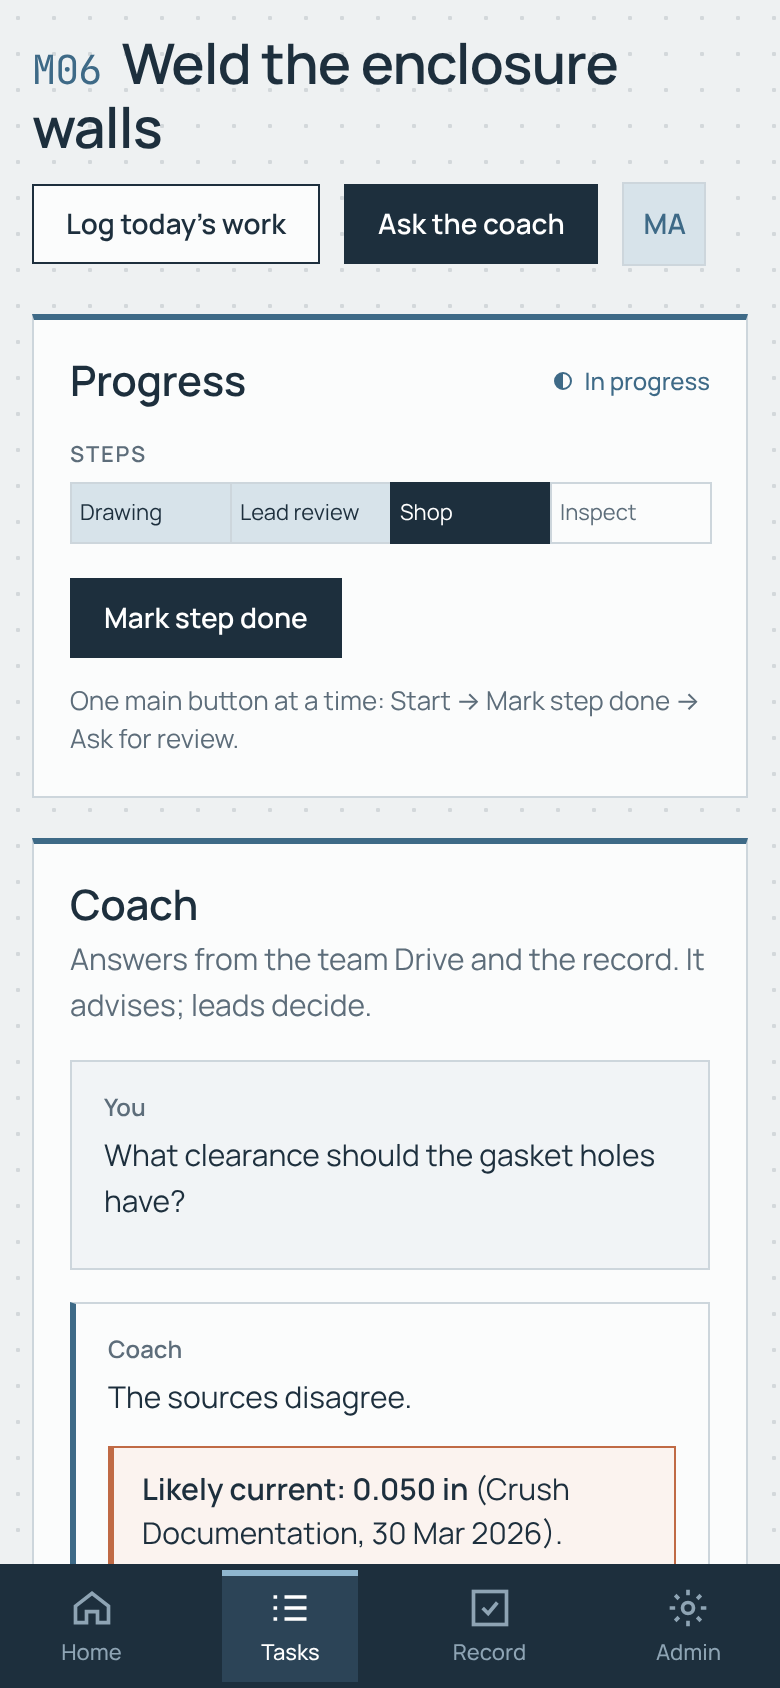 M06 Weld the enclosure
walls
Log today's work
Ask the coach
MA
Progress
In progress
STEPS
Drawing
Lead review
Shop
Inspect
Mark step done
One main button at a time: Start → Mark step done →
Ask for review.
Coach
Answers from the team Drive and the record. It
advises; leads decide.
You
What clearance should the gasket holes
have?
Coach
The sources disagree.
Likely current: 0.050 in (Crush
Documentation, 30 Mar 2026).
Home
Tasks
Record
Admin